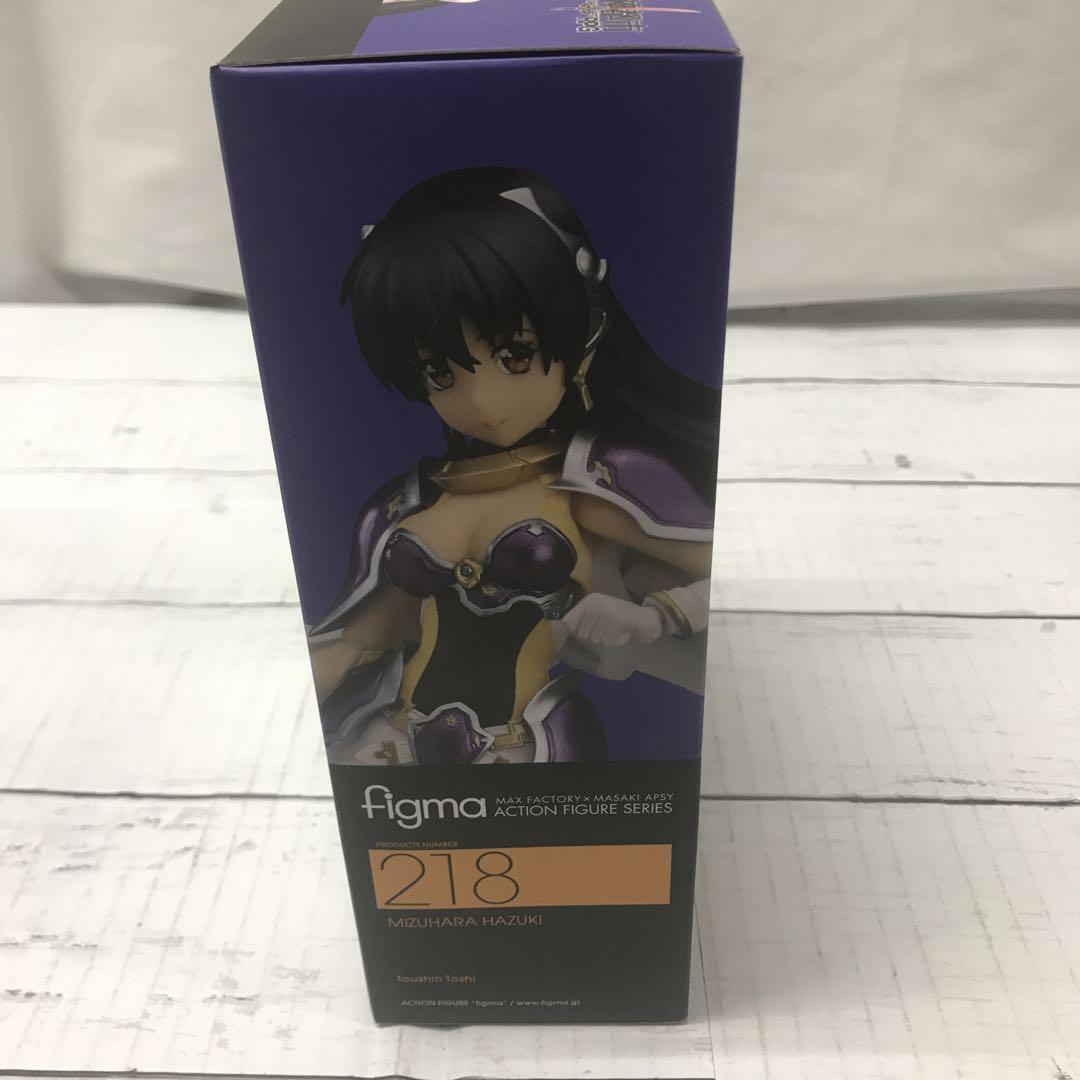 figma
MAX FACTORY × MASAKI APSY
ACTION FIGURE SERIES
PRODUCTS NUMBER
218
MIZUHARA HAZUKI
Toushin Toshi
ACTION FIGURE "figma" / www.figma.jp